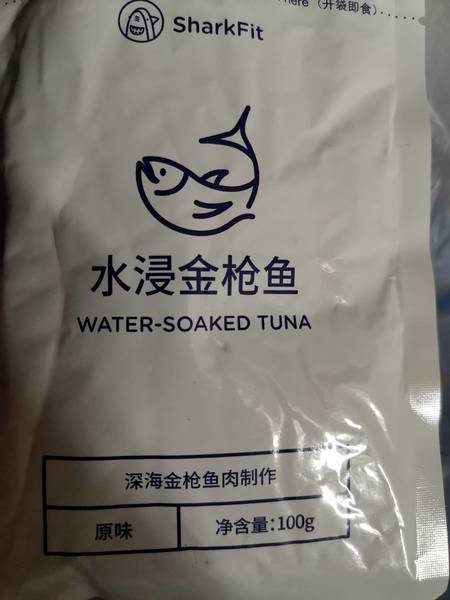 here（开袋即食）
SharkFit
水浸金枪鱼
WATER-SOAKED TUNA
深海金枪鱼肉制作
原味
净含量:100g